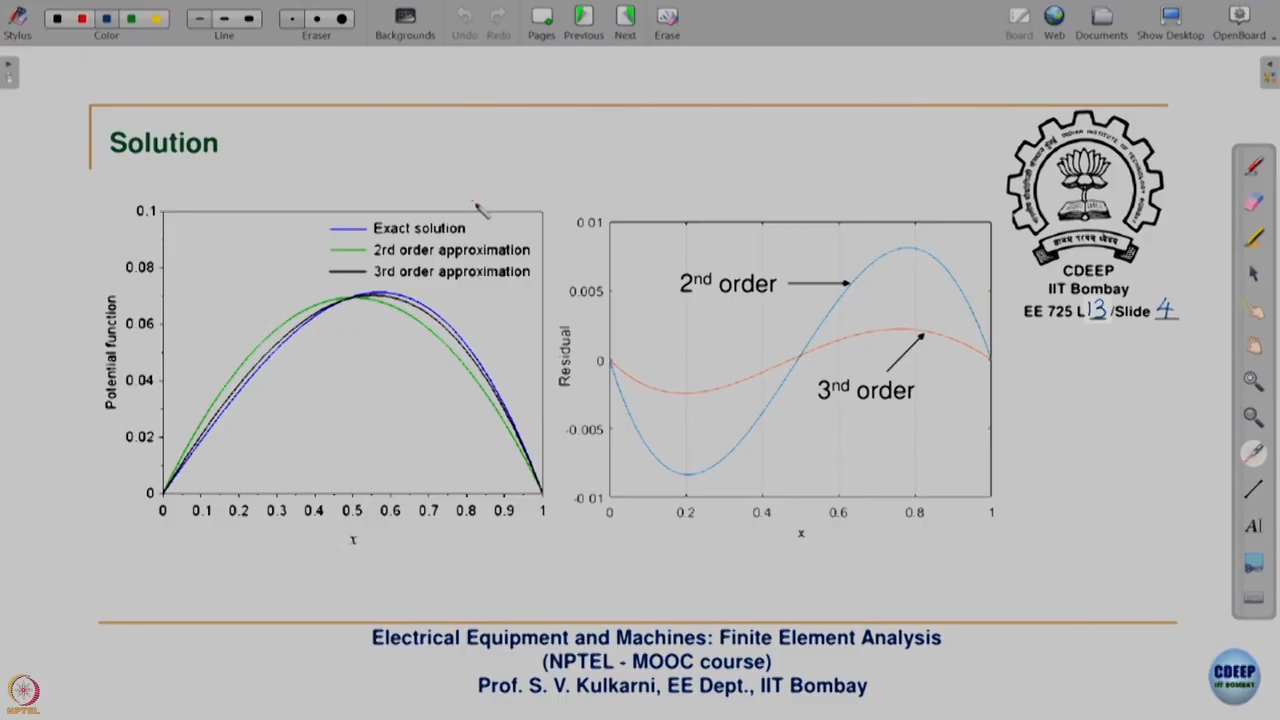 Stylus
Color
Line
Eraser
Backgrounds
Undo
Redo
Pages
Previous
Next
Erase
Board
Web
Documents
Show Desktop
OpenBoard
Solution
Exact solution
2rd order approximation
3rd order approximation
Potential function
0.1
0.08
0.06
0.04
0.02
0
0 0.1 0.2 0.3 0.4 0.5 0.6 0.7 0.8 0.9 1
x
2nd order
3nd order
Residual
0.01
0.005
0
-0.005
-0.01
0 0.2 0.4 0.6 0.8 1
x
CDEEP
IIT Bombay
EE 725 L 13 /Slide 4
A
Electrical Equipment and Machines: Finite Element Analysis
(NPTEL - MOOC course)
Prof. S. V. Kulkarni, EE Dept., IIT Bombay
NPTEL
CDEEP
IIT BOMBAY